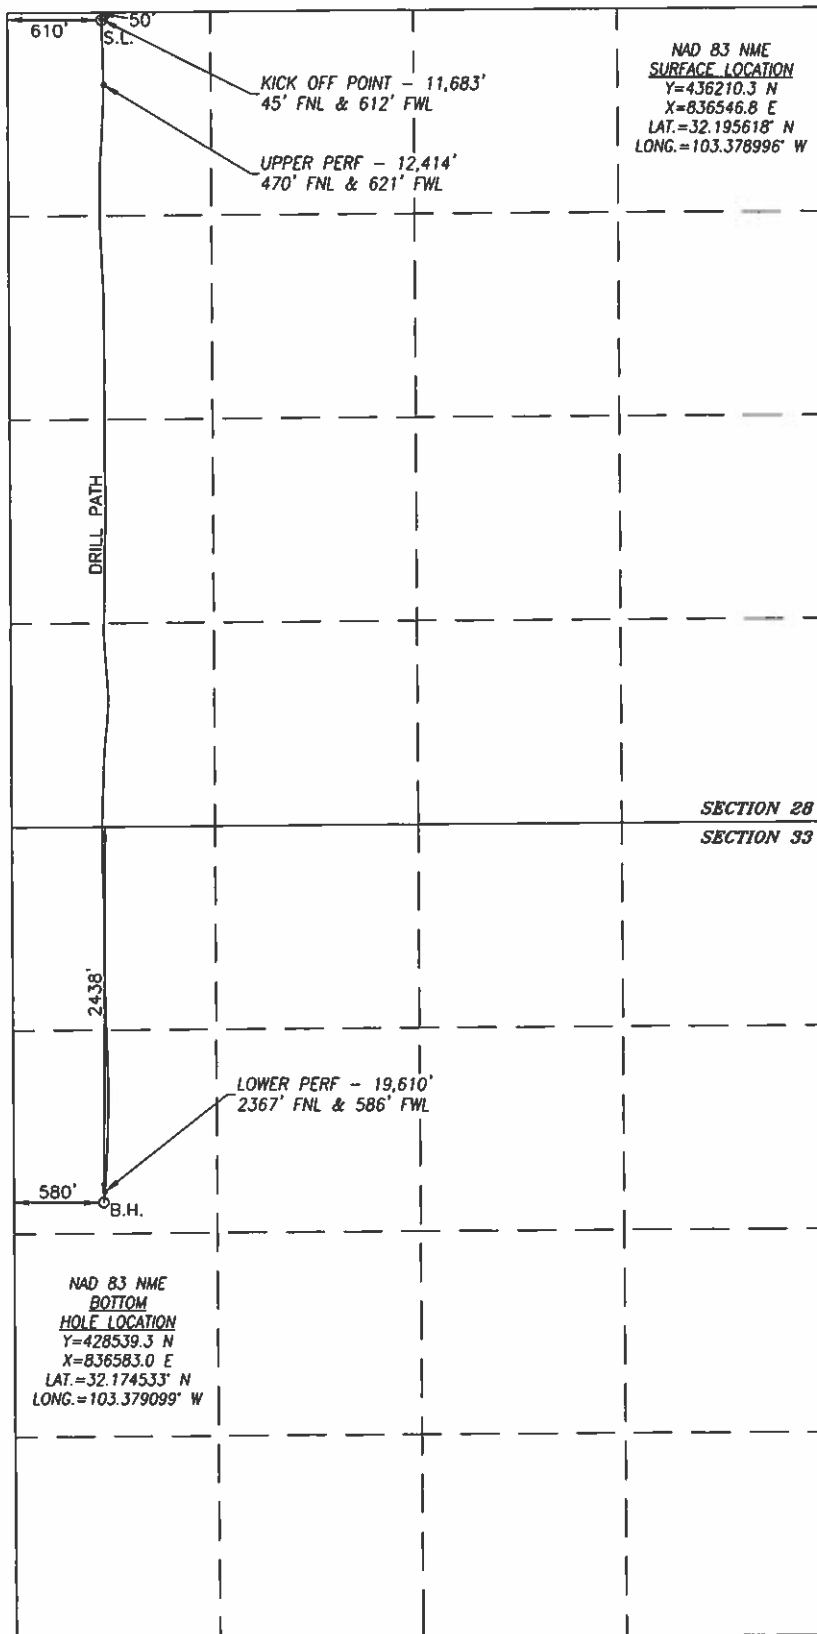 610'
50'
S.L.
KICK OFF POINT - 11,683'
45' FNL & 612' FWL
UPPER PERF - 12,414'
470' FNL & 621' FWL
NAD 83 NME
SURFACE LOCATION
Y=436210.3 N
X=836546.8 E
LAT.=32.195618° N
LONG.=103.378996° W
DRILL PATH
SECTION 28
SECTION 33
2438'
LOWER PERF - 19,610'
2367' FNL & 586' FWL
580'
B.H.
NAD 83 NME
BOTTOM
HOLE LOCATION
Y=428539.3 N
X=836583.0 E
LAT.=32.174533° N
LONG.=103.379099° W